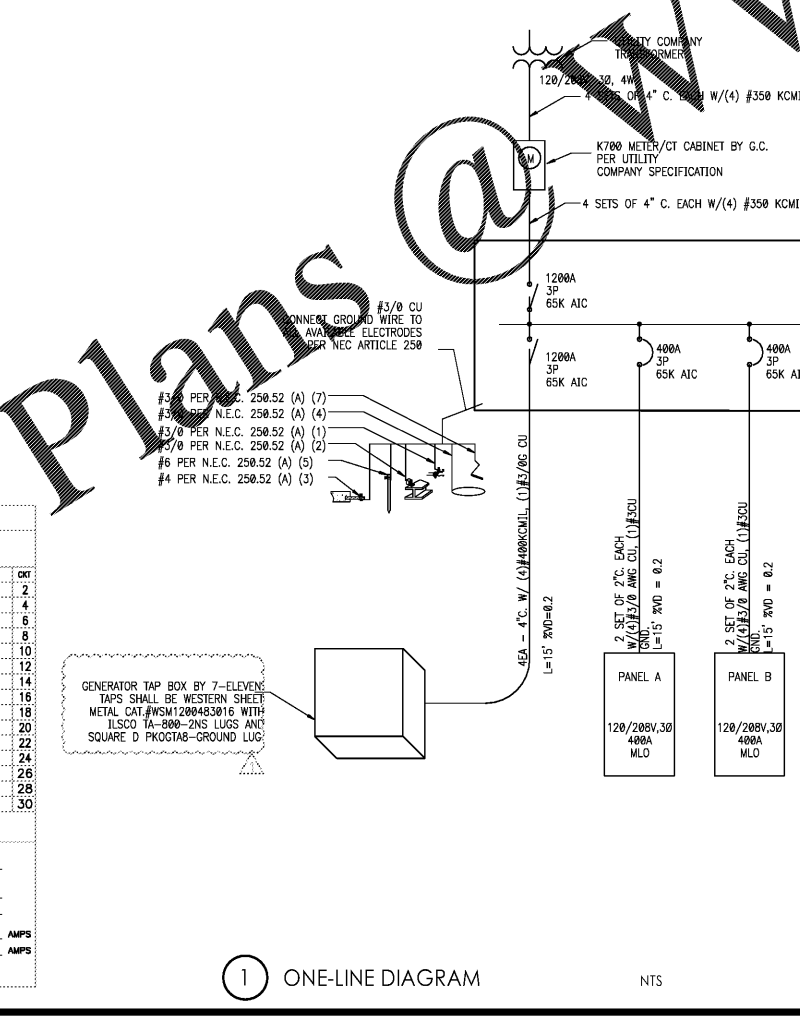 Plans @ W
UTILITY COMPANY
TRANSFORMER
120/208V, 3Ø, 4W
4 SETS OF 4" C. EACH W/(4) #350 KCMI
M
K700 METER/CT CABINET BY G.C.
PER UTILITY
COMPANY SPECIFICATION
4 SETS OF 4" C. EACH W/(4) #350 KCMI
1200A
3P
65K AIC
#3/0 CU
CONNECT GROUND WIRE TO
ALL AVAILABLE ELECTRODES
PER NEC ARTICLE 250
1200A
3P
65K AIC
400A
3P
65K AIC
400A
3P
65K AI
#3/0 PER N.E.C. 250.52 (A) (7)
#3/0 PER N.E.C. 250.52 (A) (4)
#3/0 PER N.E.C. 250.52 (A) (1)
#3/0 PER N.E.C. 250.52 (A) (2)
#6 PER N.E.C. 250.52 (A) (5)
#4 PER N.E.C. 250.52 (A) (3)
4EA - 4"C. W/ (4)#400KCMIL, (1)#3/0G CU
L=15' %VD=0.2
2 SET OF 2"C. EACH
W/(4)#3/0 AWG CU, (1)#3CU
GND.
L=15' %VD = 0.2
2 SET OF 2"C. EACH
W/(4)#3/0 AWG CU, (1)#3CU
GND.
L=15' %VD = 0.2
CKT
2
4
6
8
10
12
14
16
18
20
22
24
26
28
30
AMPS
AMPS
GENERATOR TAP BOX BY 7-ELEVEN
TAPS SHALL BE WESTERN SHEET
METAL CAT.#WSM1200483016 WITH
ILSCO TA-800-2NS LUGS AND
SQUARE D PKOGTA8-GROUND LUG
1
PANEL A
120/208V,3Ø
400A
MLO
PANEL B
120/208V,3Ø
400A
MLO
1 ONE-LINE DIAGRAM NTS